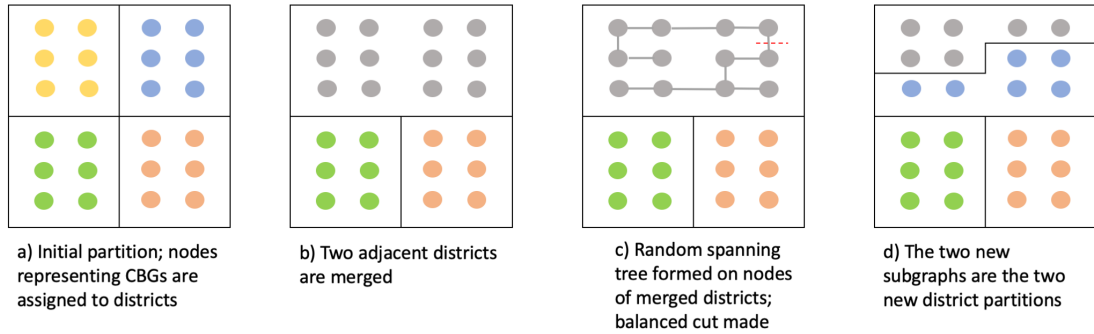 a) Initial partition; nodes
representing CBGs are
assigned to districts
b) Two adjacent districts
are merged
c) Random spanning
tree formed on nodes
of merged districts;
balanced cut made
d) The two new
subgraphs are the two
new district partitions